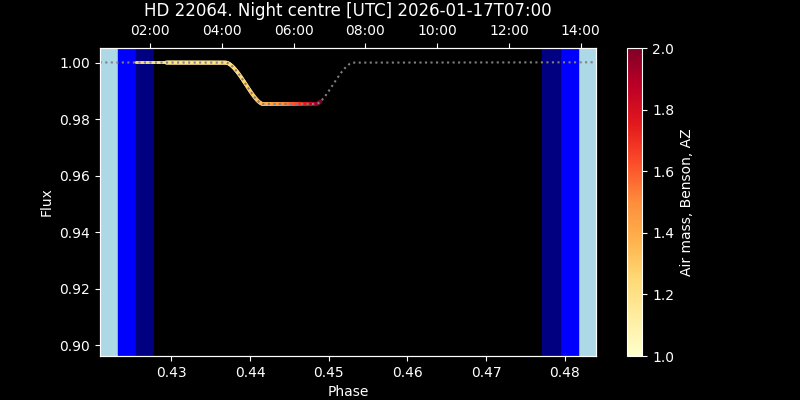 HD 22064. Night centre [UTC] 2026-01-17T07:00
02:00 04:00 06:00 08:00 10:00 12:00 14:00
1.00
0.98
0.96
0.94
0.92
0.90
Flux
0.43 0.44 0.45 0.46 0.47 0.48
Phase
2.0
1.8
1.6
1.4
1.2
1.0
Air mass, Benson, AZ